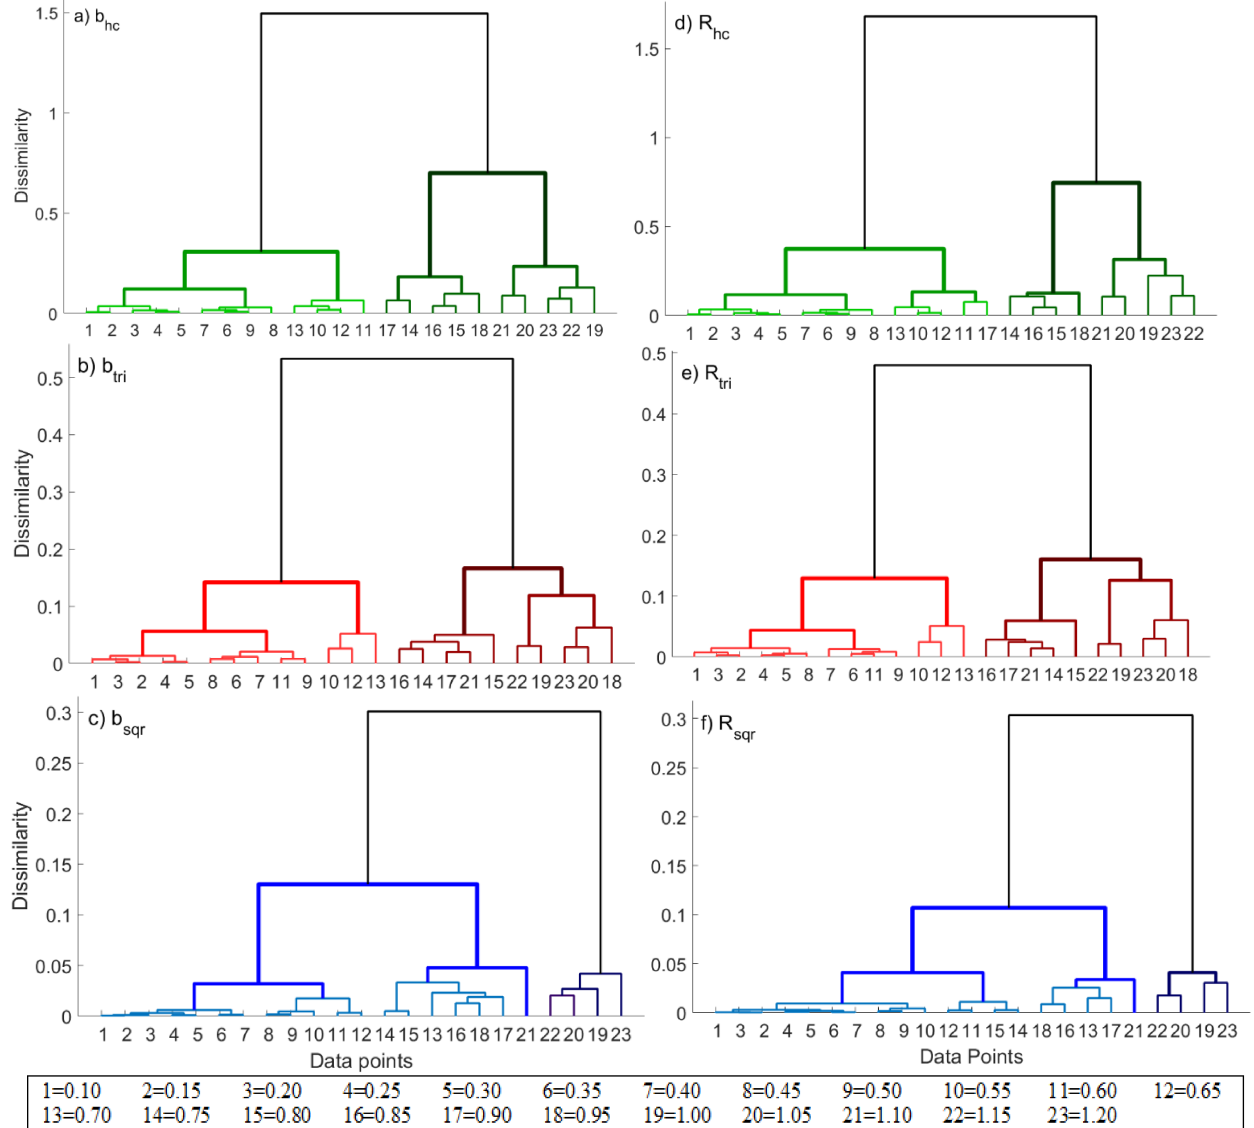 a) b_hc
1.5
1
0.5
0
Dissimilarity
1 2 3 4 5 7 6 9 8 13 10 12 11 17 14 16 15 18 21 20 23 22 19
d) R_hc
1.5
1
0.5
0
1 2 3 4 5 7 6 9 8 13 10 12 11 17 14 16 15 18 21 20 19 23 22
b) b_tri
0.5
0.4
0.3
0.2
0.1
0
Dissimilarity
1 3 2 4 5 8 6 7 11 9 10 12 13 16 14 17 21 15 22 19 23 20 18
e) R_tri
0.5
0.4
0.3
0.2
0.1
0
1 3 2 4 5 8 7 6 11 9 10 12 13 16 17 21 14 15 22 19 23 20 18
c) b_sqr
0.3
0.25
0.2
0.15
0.1
0.05
0
Dissimilarity
1 2 3 4 5 6 7 8 9 10 11 12 14 15 13 16 18 17 21 22 20 19 23
Data points
f) R_sqr
0.3
0.25
0.2
0.15
0.1
0.05
0
1 3 2 4 5 6 7 8 9 10 12 11 15 14 18 16 13 17 21 22 20 19 23
Data Points
1=0.10 2=0.15 3=0.20 4=0.25 5=0.30 6=0.35 7=0.40 8=0.45 9=0.50 10=0.55 11=0.60 12=0.65
13=0.70 14=0.75 15=0.80 16=0.85 17=0.90 18=0.95 19=1.00 20=1.05 21=1.10 22=1.15 23=1.20